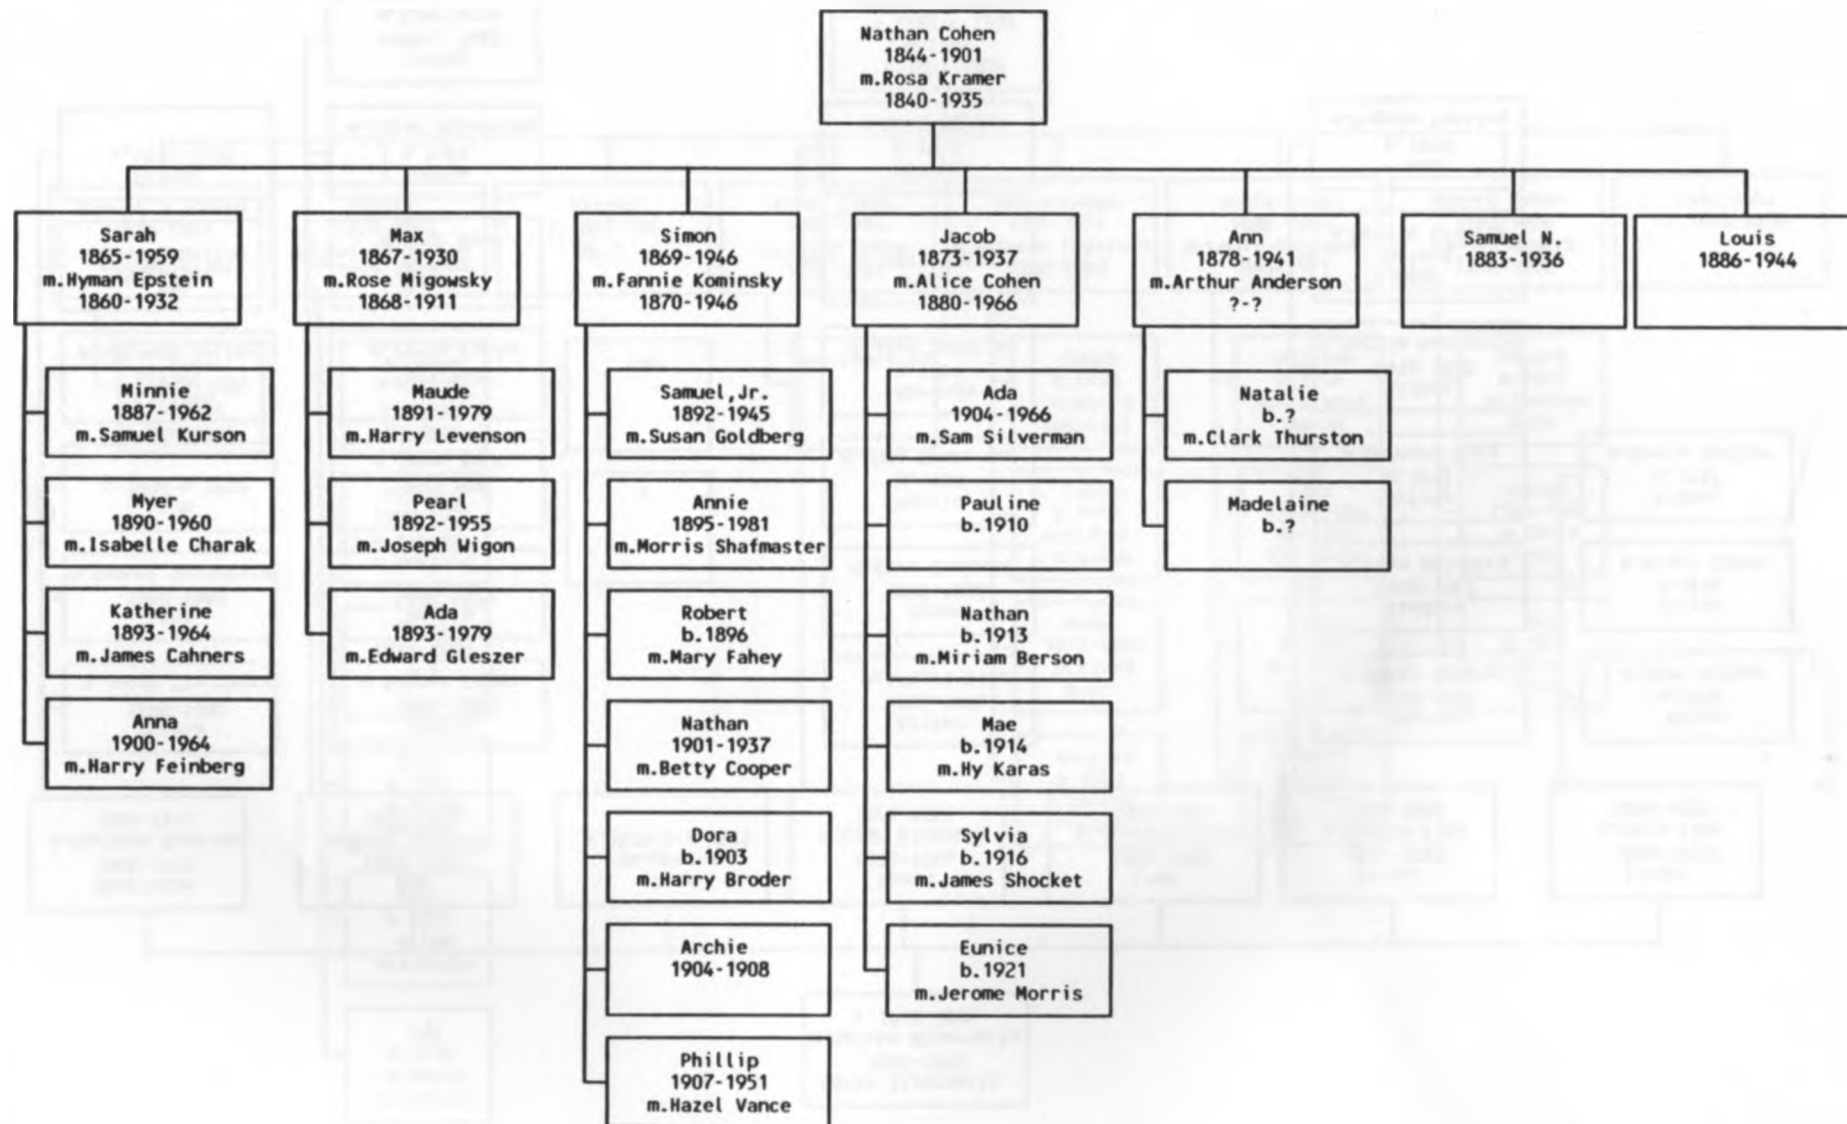 Nathan Cohen
1844-1901
m.Rosa Kramer
1840-1935
Sarah
1865-1959
m.Hyman Epstein
1860-1932
Max
1867-1930
m.Rose Migowsky
1868-1911
Simon
1869-1946
m.Fannie Kominsky
1870-1946
Jacob
1873-1937
m.Alice Cohen
1880-1966
Ann
1878-1941
m.Arthur Anderson
?-?
Samuel N.
1883-1936
Louis
1886-1944
Minnie
1887-1962
m.Samuel Kurson
Myer
1890-1960
m.Isabelle Charak
Katherine
1893-1964
m.James Cahners
Anna
1900-1964
m.Harry Feinberg
Maude
1891-1979
m.Harry Levenson
Pearl
1892-1955
m.Joseph Wigon
Ada
1893-1979
m.Edward Gleszer
Samuel,Jr.
1892-1945
m.Susan Goldberg
Annie
1895-1981
m.Morris Shafmaster
Robert
b.1896
m.Mary Fahey
Nathan
1901-1937
m.Betty Cooper
Dora
b.1903
m.Harry Broder
Archie
1904-1908
Phillip
1907-1951
m.Hazel Vance
Ada
1904-1966
m.Sam Silverman
Pauline
b.1910
Nathan
b.1913
m.Miriam Berson
Mae
b.1914
m.Hy Karas
Sylvia
b.1916
m.James Shocket
Eunice
b.1921
m.Jerome Morris
Natalie
b.?
m.Clark Thurston
Madelaine
b.?